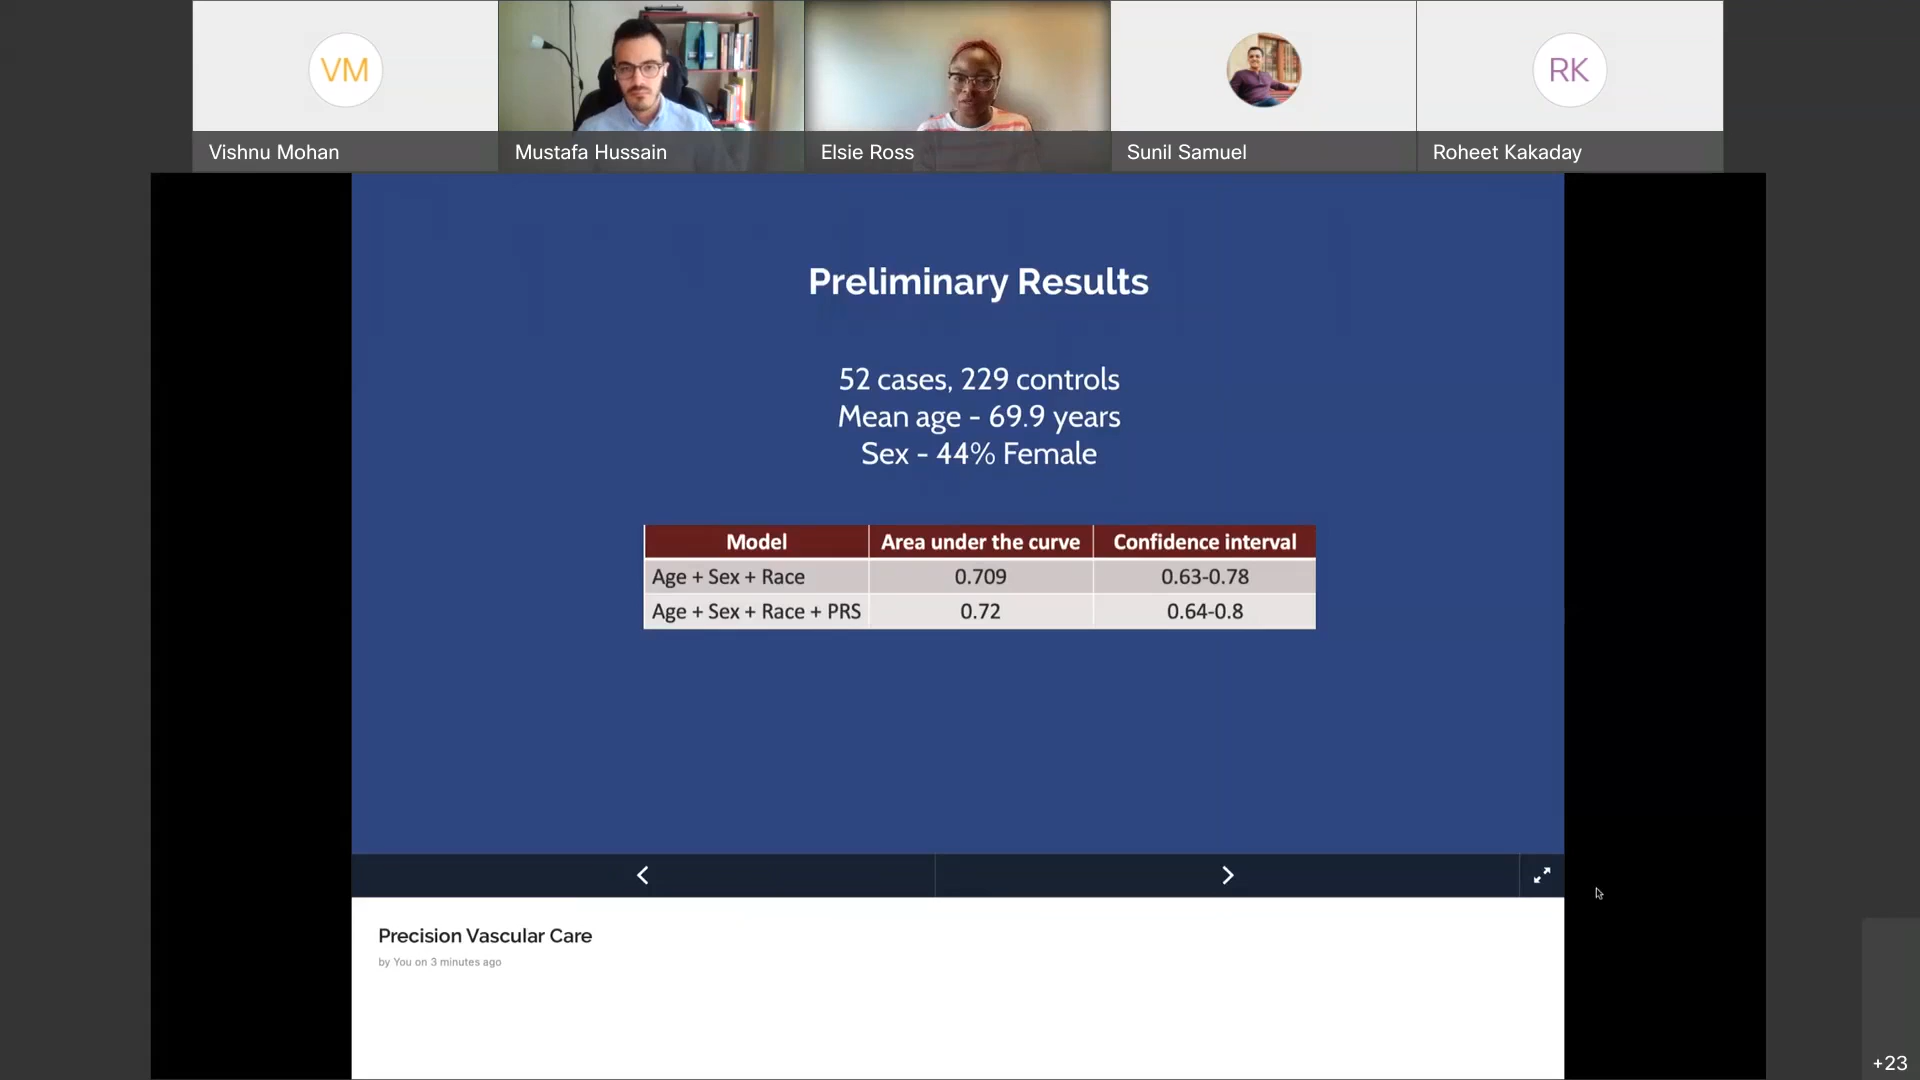 VM
RK
Vishnu Mohan
Mustafa Hussain
Elsie Ross
Sunil Samuel
Roheet Kakaday
Preliminary Results
52 cases, 229 controls
Mean age - 69.9 years
Sex - 44% Female
Model Area under the curve Confidence interval
Age + Sex + Race 0.709 0.63-0.78
Age + Sex + Race + PRS 0.72 0.64-0.8
Precision Vascular Care
by You on 3 minutes ago
+23